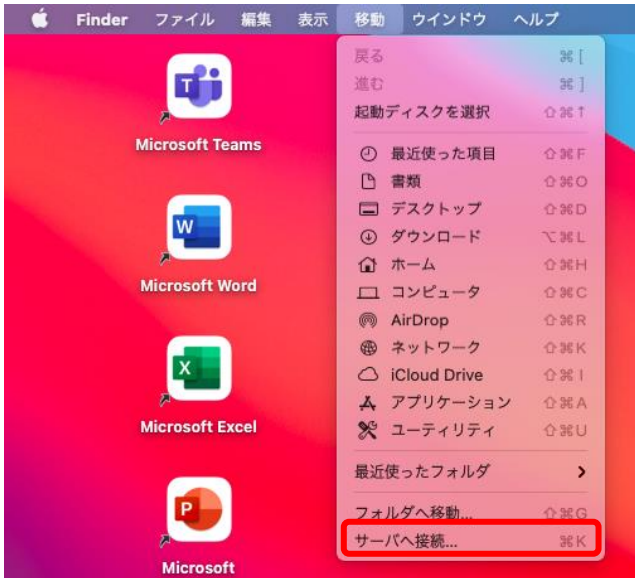 Finder ファイル 編集 表示 移動 ウインドウ ヘルプ
戻る ⌘[
進む ⌘]
起動ディスクを選択 ⇧⌘↑
最近使った項目 ⇧⌘F
書類 ⇧⌘O
デスクトップ ⇧⌘D
ダウンロード ⌥⌘L
ホーム ⇧⌘H
コンピュータ ⇧⌘C
AirDrop ⇧⌘R
ネットワーク ⇧⌘K
iCloud Drive ⇧⌘I
アプリケーション ⇧⌘A
ユーティリティ ⇧⌘U
最近使ったフォルダ
フォルダへ移動... ⇧⌘G
サーバへ接続... ⌘K
T
Microsoft Teams
W
Microsoft Word
X
Microsoft Excel
P
Microsoft